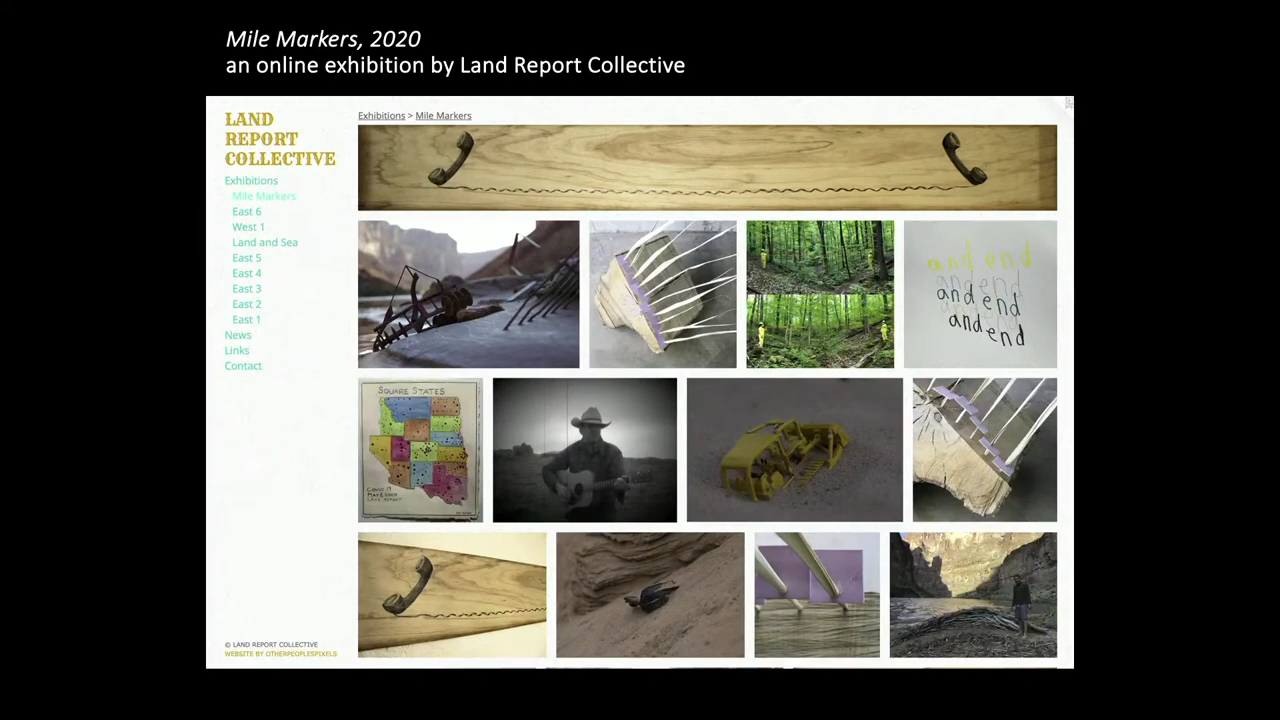 Mile Markers, 2020
an online exhibition by Land Report Collective
LAND
REPORT
COLLECTIVE
Exhibitions
Mile Markers
East 6
West 1
Land and Sea
East 5
East 4
East 3
East 2
East 1
News
Links
Contact
© LAND REPORT COLLECTIVE
WEBSITE BY OTHERPEOPLESPIXELS
Exhibitions > Mile Markers
and end
and end
and end
and end
SQUARE STATES
COVID 19